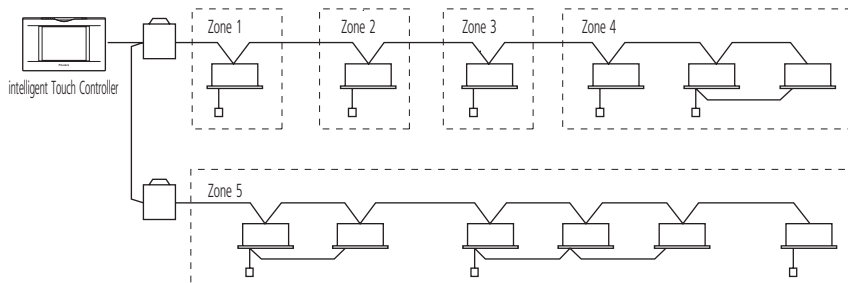 Zone 1
Zone 2
Zone 3
Zone 4
intelligent Touch Controller
Zone 5